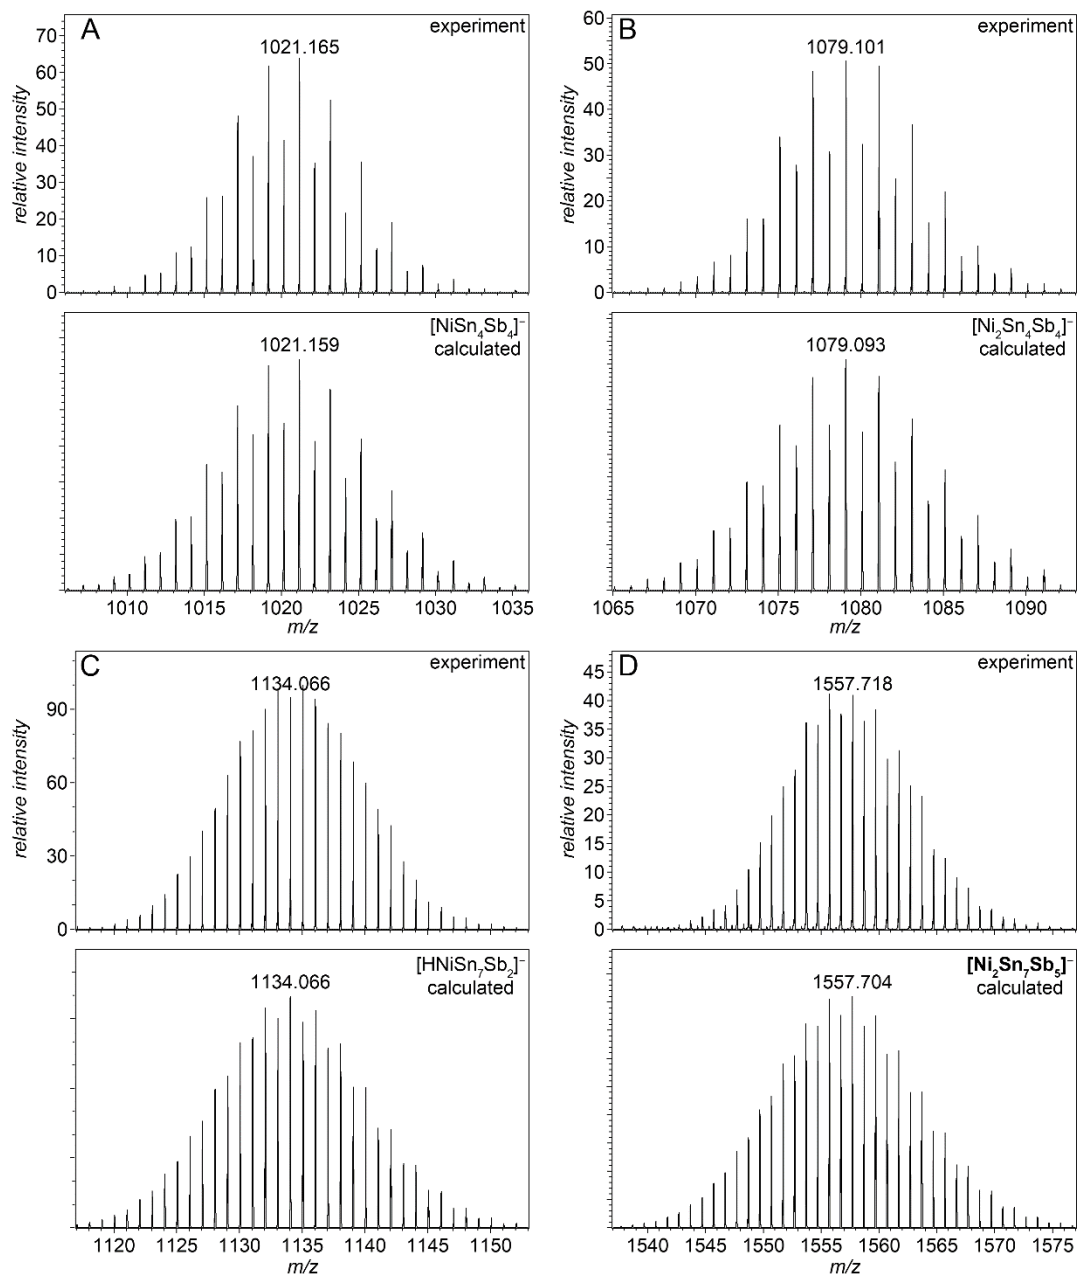 A
experiment
1021.165
relative intensity
70
60
50
40
30
20
10
0
[NiSn₄Sb₄]⁻
calculated
1021.159
1010 1015 1020 1025 1030 1035
m/z
B
experiment
1079.101
relative intensity
60
50
40
30
20
10
0
[Ni₂Sn₄Sb₄]⁻
calculated
1079.093
1065 1070 1075 1080 1085 1090
m/z
C
experiment
1134.066
relative intensity
90
60
30
0
[HNiSn₇Sb₂]⁻
calculated
1134.066
1120 1125 1130 1135 1140 1145 1150
m/z
D
experiment
1557.718
relative intensity
45
40
35
30
25
20
15
10
5
0
[Ni₂Sn₇Sb₅]⁻
calculated
1557.704
1540 1545 1550 1555 1560 1565 1570 1575
m/z